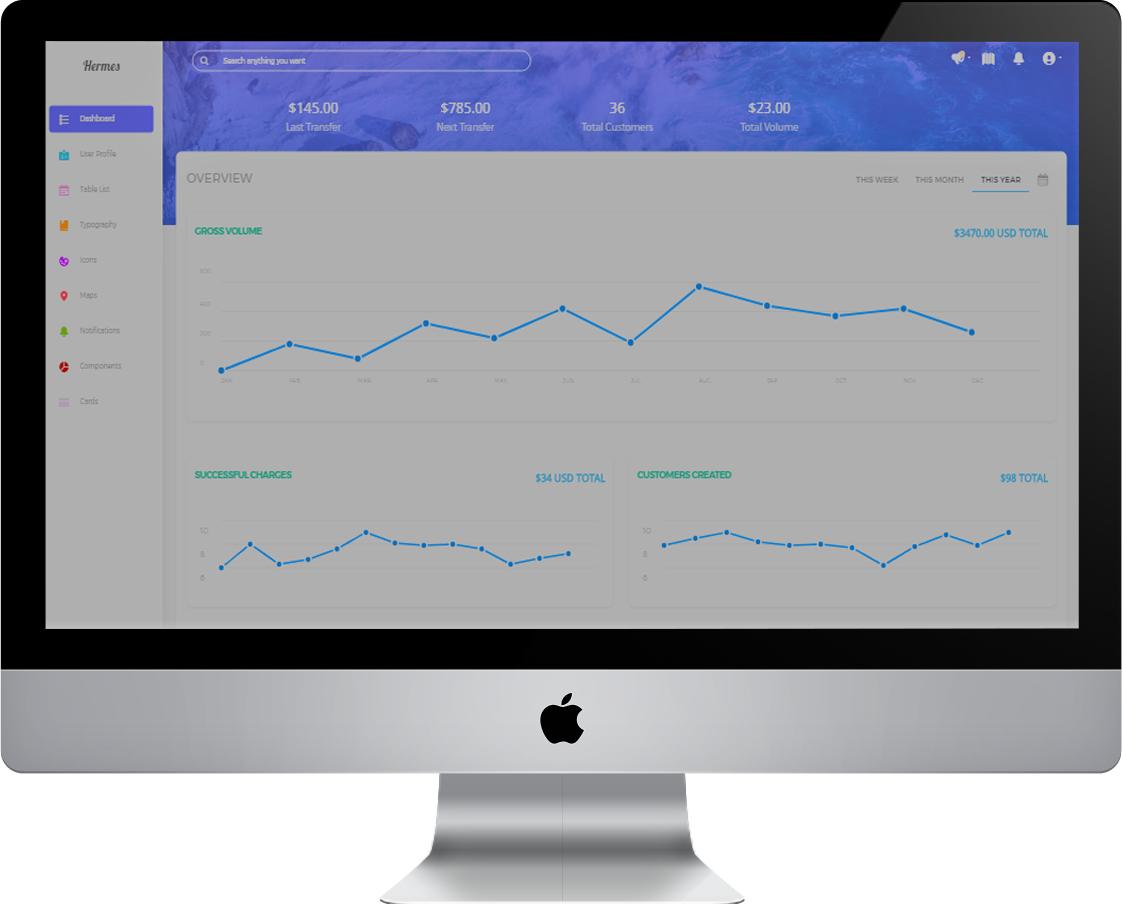 Hermes
Search anything you want
$145.00 $785.00 36 $23.00
Last Transfer Next Transfer Total Customers Total Volume
Dashboard
User Profile
Table List
Typography
Icons
Maps
Notifications
Components
Cards
OVERVIEW THIS WEEK THIS MONTH THIS YEAR
GROSS VOLUME $3470.00 USD TOTAL
400
200
0
JAN FEB MAR APR MAY JUN JUL AUG SEP OCT NOV DEC
SUCCESSFUL CHARGES $34 USD TOTAL
10
8
6
CUSTOMERS CREATED $98 TOTAL
10
8
6